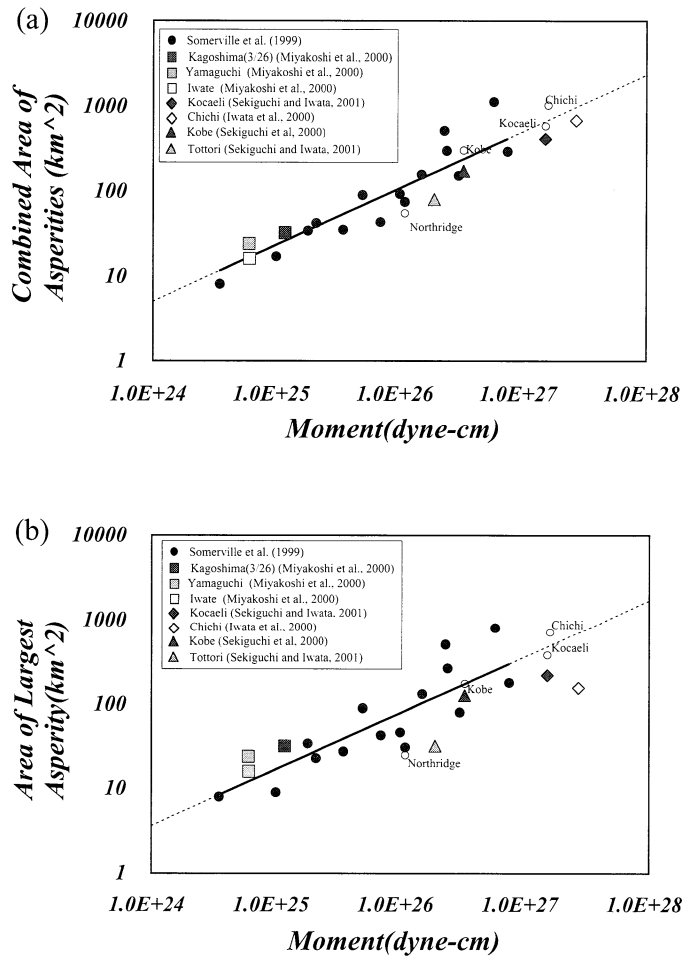 (a)
10000
1000
100
10
1
Combined Area of
Asperities (km^2)
Somerville et al. (1999)
Kagoshima(3/26) (Miyakoshi et al., 2000)
Yamaguchi (Miyakoshi et al., 2000)
Iwate (Miyakoshi et al., 2000)
Kocaeli (Sekiguchi and Iwata, 2001)
Chichi (Iwata et al., 2000)
Kobe (Sekiguchi et al, 2000)
Tottori (Sekiguchi and Iwata, 2001)
Chichi
Kocaeli
Kobe
Northridge
1.0E+24 1.0E+25 1.0E+26 1.0E+27 1.0E+28
Moment(dyne-cm)
(b)
10000
1000
100
10
1
Area of Largest
Asperity(km^2)
Somerville et al. (1999)
Kagoshima(3/26) (Miyakoshi et al., 2000)
Yamaguchi (Miyakoshi et al., 2000)
Iwate (Miyakoshi et al., 2000)
Kocaeli (Sekiguchi and Iwata, 2001)
Chichi (Iwata et al., 2000)
Kobe (Sekiguchi et al, 2000)
Tottori (Sekiguchi and Iwata, 2001)
Chichi
Kocaeli
Kobe
Northridge
1.0E+24 1.0E+25 1.0E+26 1.0E+27 1.0E+28
Moment(dyne-cm)